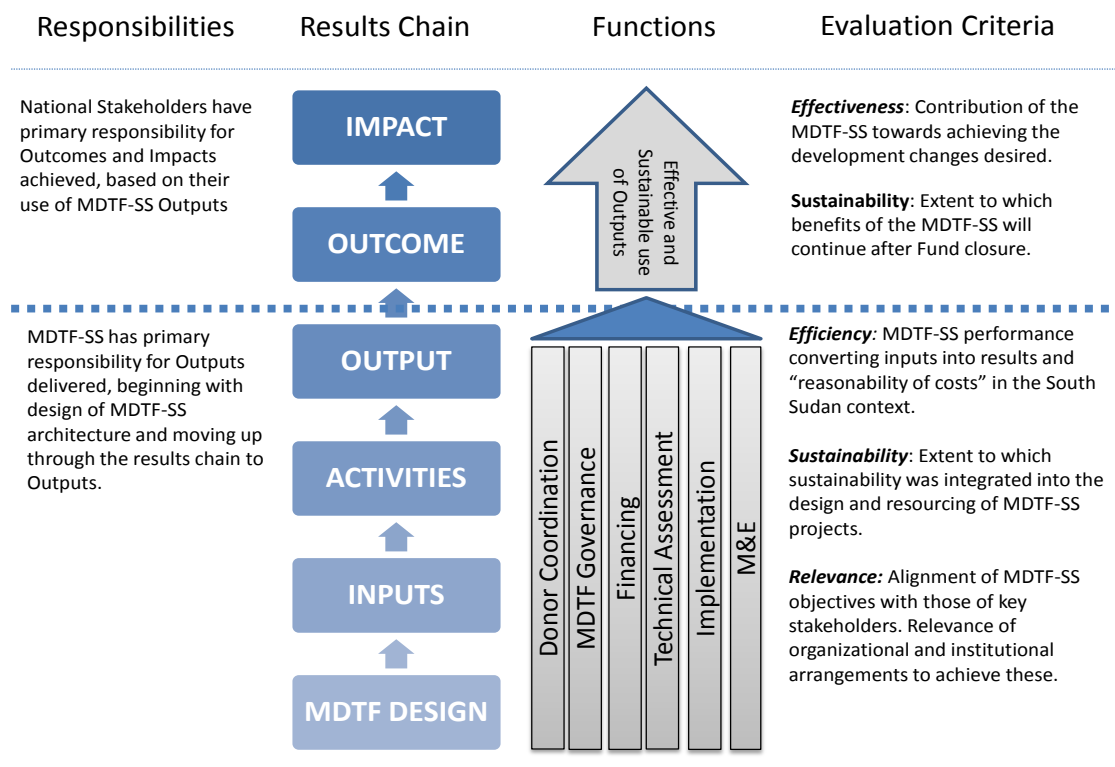 Responsibilities
Results Chain
Functions
Evaluation Criteria
National Stakeholders have
primary responsibility for
Outcomes and Impacts
achieved, based on their
use of MDTF-SS Outputs
MDTF-SS has primary
responsibility for Outputs
delivered, beginning with
design of MDTF-SS
architecture and moving up
through the results chain to
Outputs.
IMPACT
OUTCOME
OUTPUT
ACTIVITIES
INPUTS
MDTF DESIGN
Effective and
Sustainable use
of Outputs
Donor Coordination
MDTF Governance
Financing
Technical Assessment
Implementation
M&E
Effectiveness: Contribution of the
MDTF-SS towards achieving the
development changes desired.
Sustainability: Extent to which
benefits of the MDTF-SS will
continue after Fund closure.
Efficiency: MDTF-SS performance
converting inputs into results and
“reasonability of costs” in the South
Sudan context.
Sustainability: Extent to which
sustainability was integrated into the
design and resourcing of MDTF-SS
projects.
Relevance: Alignment of MDTF-SS
objectives with those of key
stakeholders. Relevance of
organizational and institutional
arrangements to achieve these.